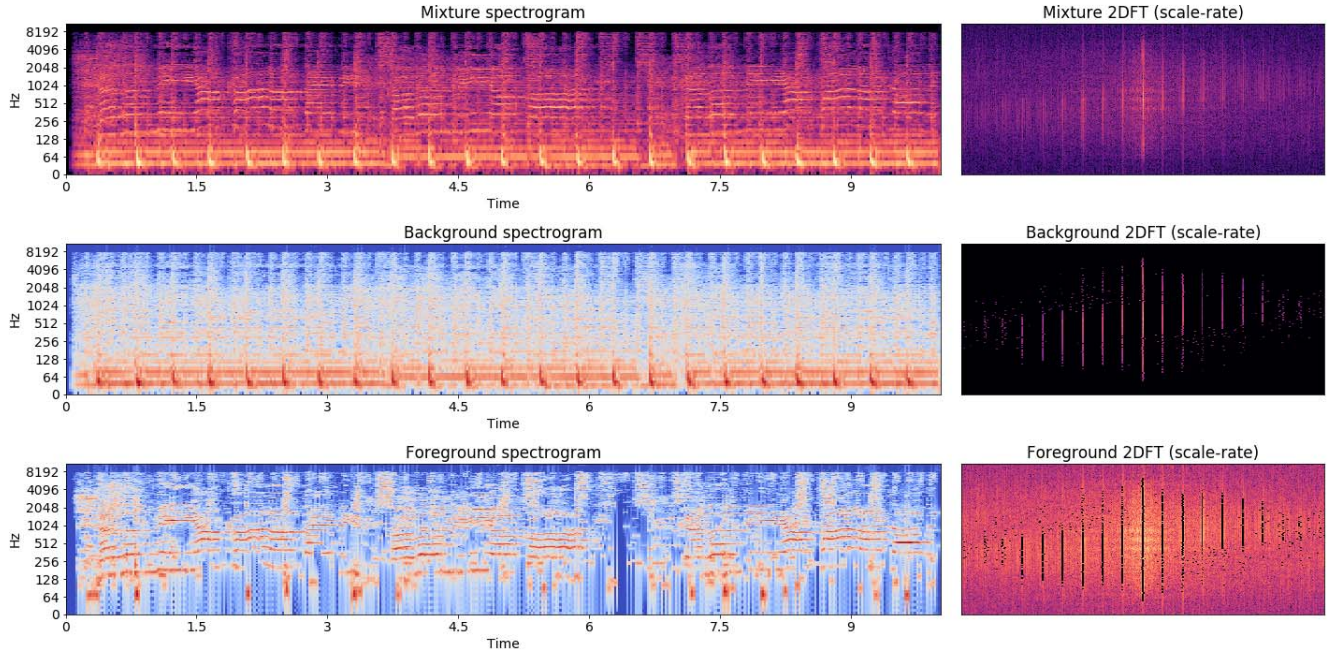 Mixture spectrogram
8192
4096
2048
1024
512
256
128
64
0
Hz
0 1.5 3 4.5 6 7.5 9
Time
Mixture 2DFT (scale-rate)
Background spectrogram
8192
4096
2048
1024
512
256
128
64
0
Hz
0 1.5 3 4.5 6 7.5 9
Time
Background 2DFT (scale-rate)
Foreground spectrogram
8192
4096
2048
1024
512
256
128
64
0
Hz
0 1.5 3 4.5 6 7.5 9
Time
Foreground 2DFT (scale-rate)